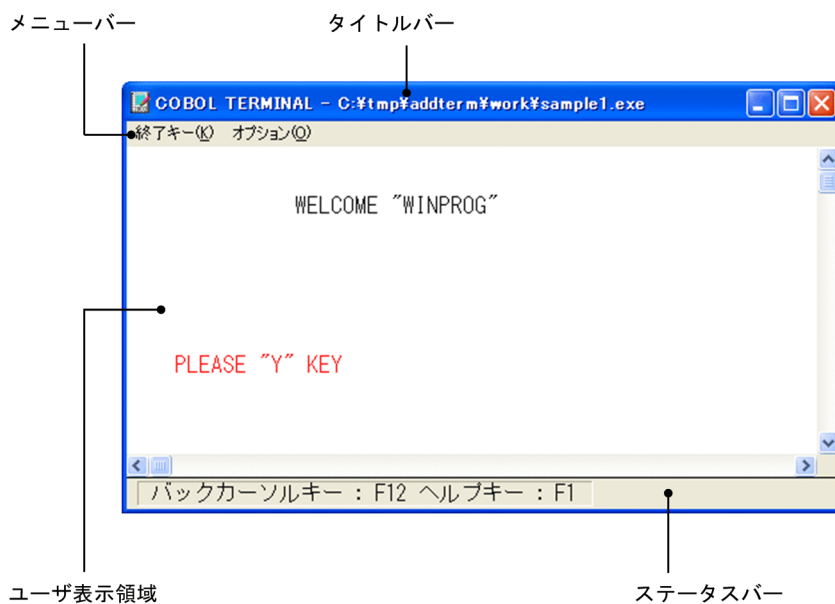 メニューバー
タイトルバー
COBOL TERMINAL - C:¥tmp¥addterm¥work¥sample1.exe
終了キー(K) オプション(O)
WELCOME "WINPROG"
PLEASE "Y" KEY
バックカーソルキー : F12 ヘルプキー : F1
ユーザ表示領域
ステータスバー